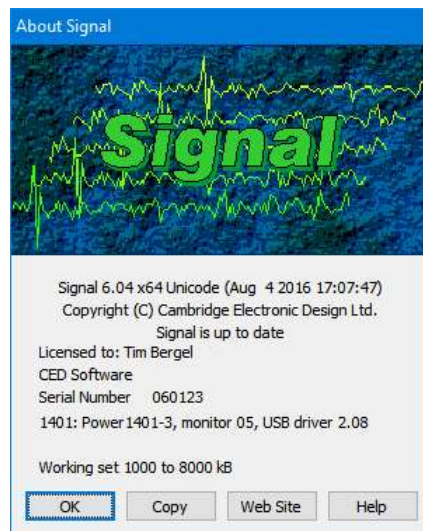 About Signal
Signal
Signal 6.04 x64 Unicode (Aug 4 2016 17:07:47)
Copyright (C) Cambridge Electronic Design Ltd.
Signal is up to date
Licensed to: Tim Bergel
CED Software
Serial Number 060123
1401: Power1401-3, monitor 05, USB driver 2.08
Working set 1000 to 8000 kB
OK Copy Web Site Help